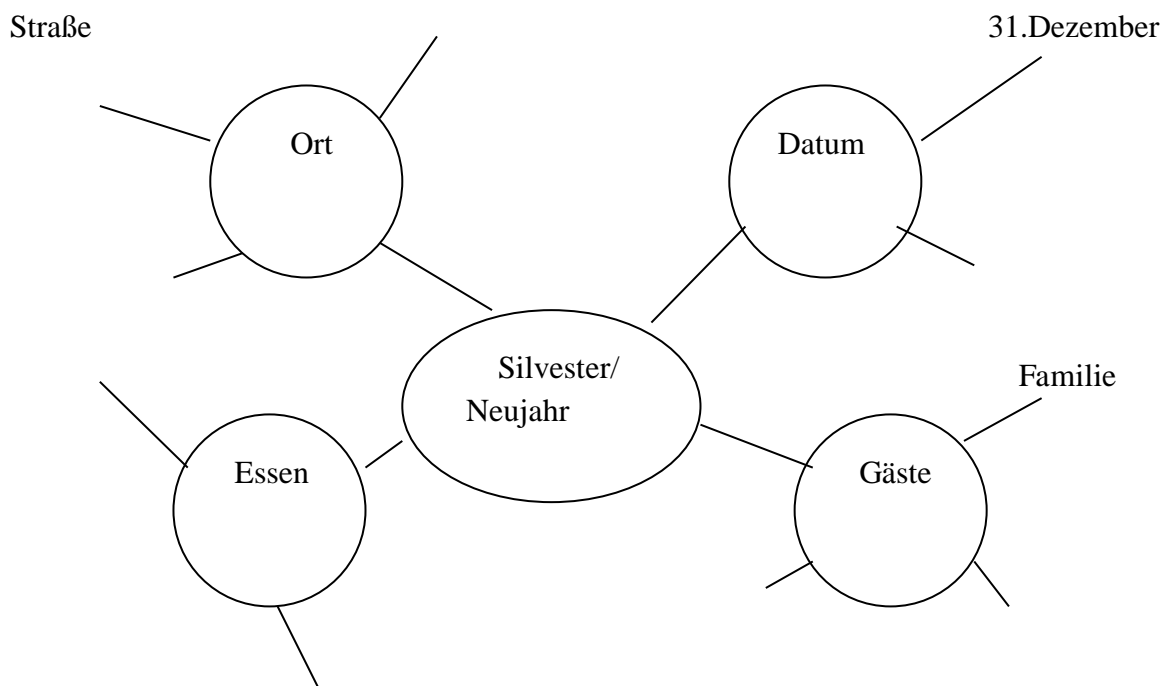 Straße
31.Dezember
Ort
Datum
Silvester/
Neujahr
Familie
Essen
Gäste